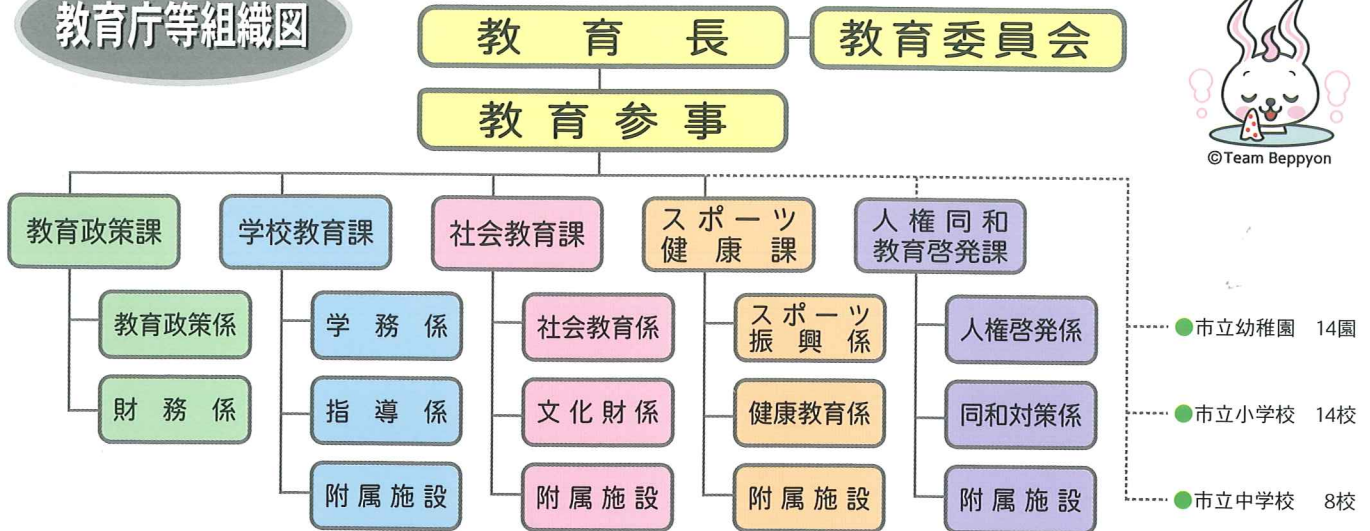 教育庁等組織図
教育長
教育委員会
教育参事
©Team Beppyon
教育政策課
学校教育課
社会教育課
スポーツ
健康課
人権同和
教育啓発課
教育政策係
学務係
社会教育係
スポーツ
振興係
人権啓発係
●市立幼稚園 14園
財務係
指導係
文化財係
健康教育係
同和対策係
●市立小学校 14校
附属施設
附属施設
附属施設
附属施設
●市立中学校 8校